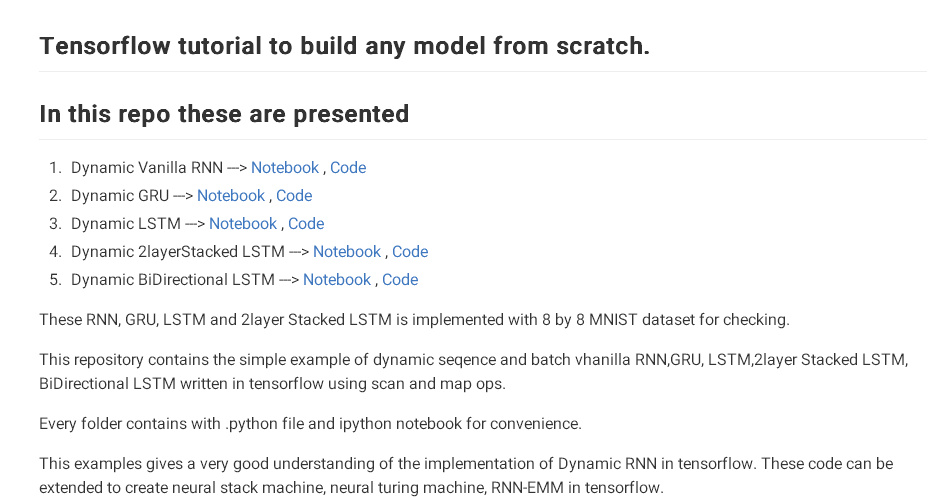 Tensorflow tutorial to build any model from scratch.
In this repo these are presented
1. Dynamic Vanilla RNN ---> Notebook , Code
2. Dynamic GRU ---> Notebook , Code
3. Dynamic LSTM ---> Notebook , Code
4. Dynamic 2layerStacked LSTM ---> Notebook , Code
5. Dynamic BiDirectional LSTM ---> Notebook , Code
These RNN, GRU, LSTM and 2layer Stacked LSTM is implemented with 8 by 8 MNIST dataset for checking.
This repository contains the simple example of dynamic seqence and batch vhanilla RNN,GRU, LSTM,2layer Stacked LSTM,
BiDirectional LSTM written in tensorflow using scan and map ops.
Every folder contains with .python file and ipython notebook for convenience.
This examples gives a very good understanding of the implementation of Dynamic RNN in tensorflow. These code can be
extended to create neural stack machine, neural turing machine, RNN-EMM in tensorflow.